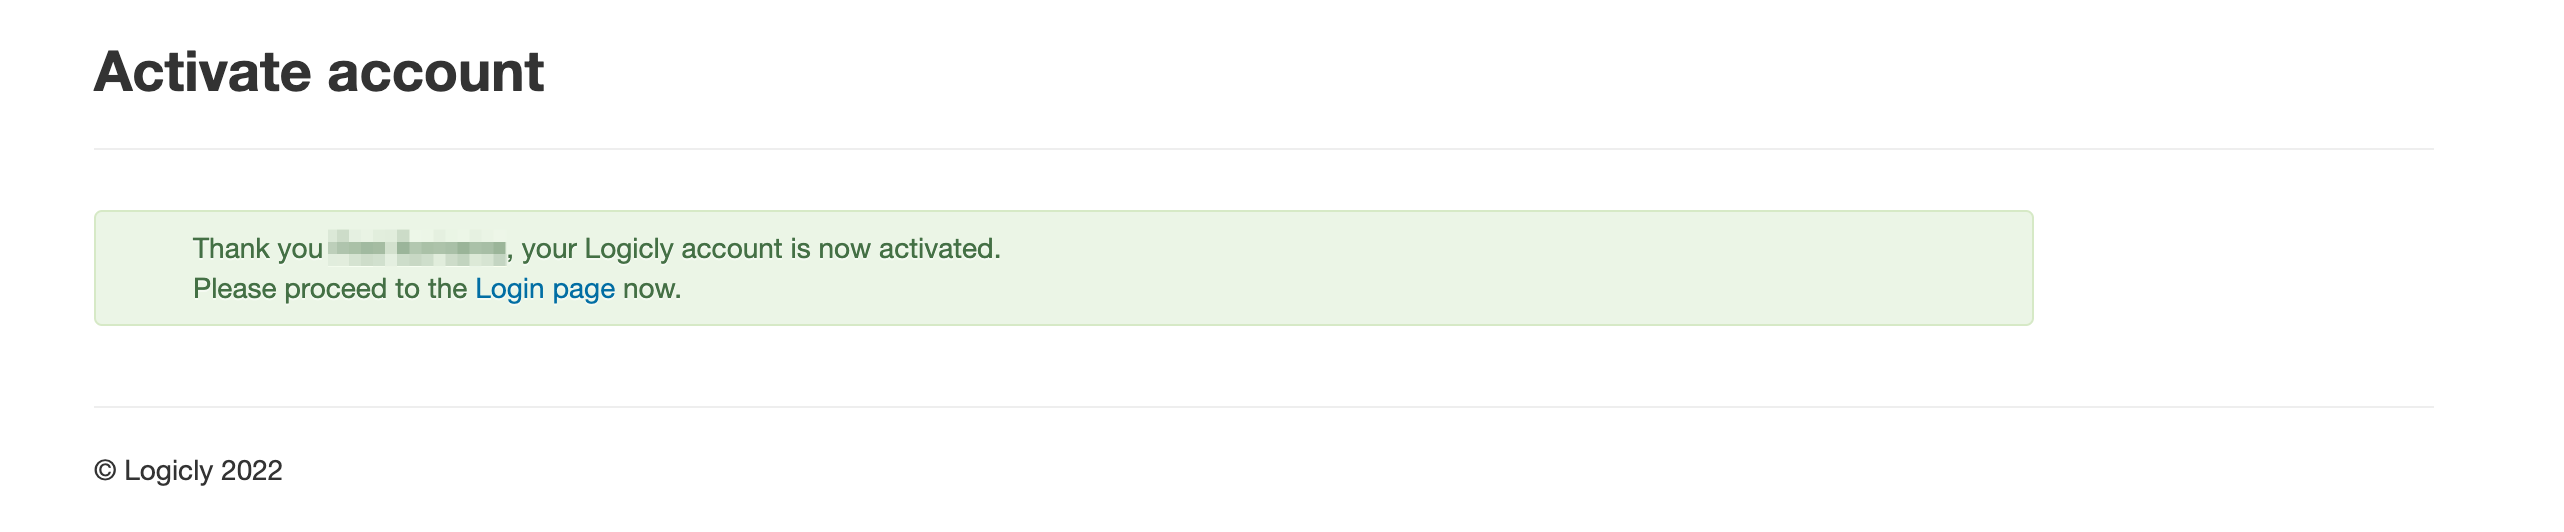 Activate account
Thank you , your Logicly account is now activated.
Please proceed to the Login page now.
© Logicly 2022